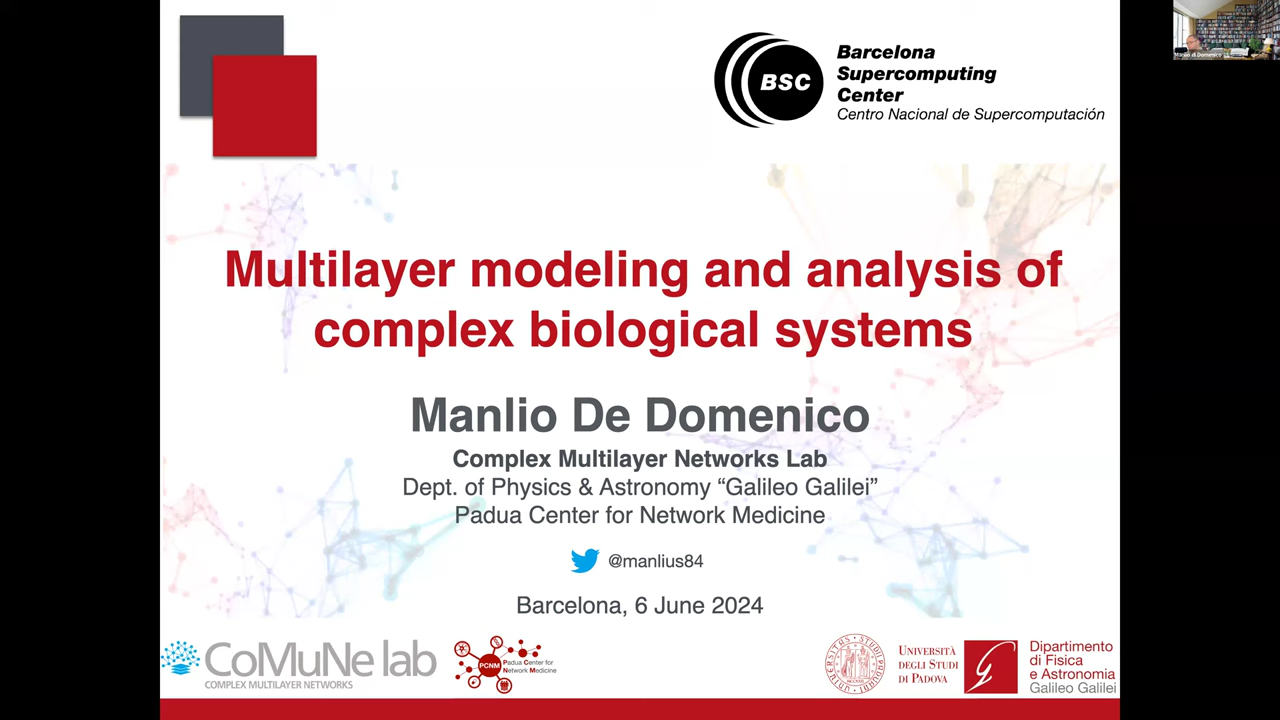 BSC
Barcelona
Supercomputing
Center
Centro Nacional de Supercomputación
Manlio De Domenico
Multilayer modeling and analysis of
complex biological systems
Manlio De Domenico
Complex Multilayer Networks Lab
Dept. of Physics & Astronomy “Galileo Galilei”
Padua Center for Network Medicine
@manlius84
Barcelona, 6 June 2024
CoMuNe lab
COMPLEX MULTILAYER NETWORKS
PCNM
Padua Center for
Network Medicine
UNIVERSITÀ
DEGLI STUDI
DI PADOVA
Dipartimento
di Fisica
e Astronomia
Galileo Galilei